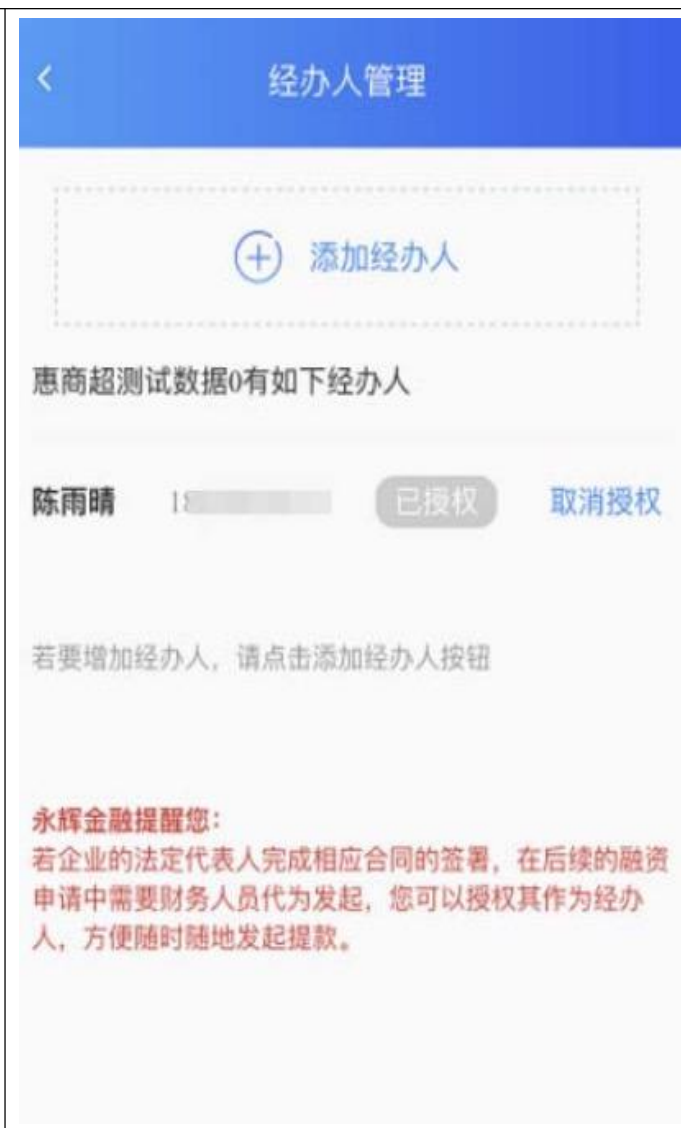 经办人管理
添加经办人
惠商超测试数据0有如下经办人
陈雨晴 18 已授权 取消授权
若要增加经办人，请点击添加经办人按钮
永辉金融提醒您：
若企业的法定代表人完成相应合同的签署，在后续的融资
申请中需要财务人员代为发起，您可以授权其作为经办
人，方便随时随地发起提款。